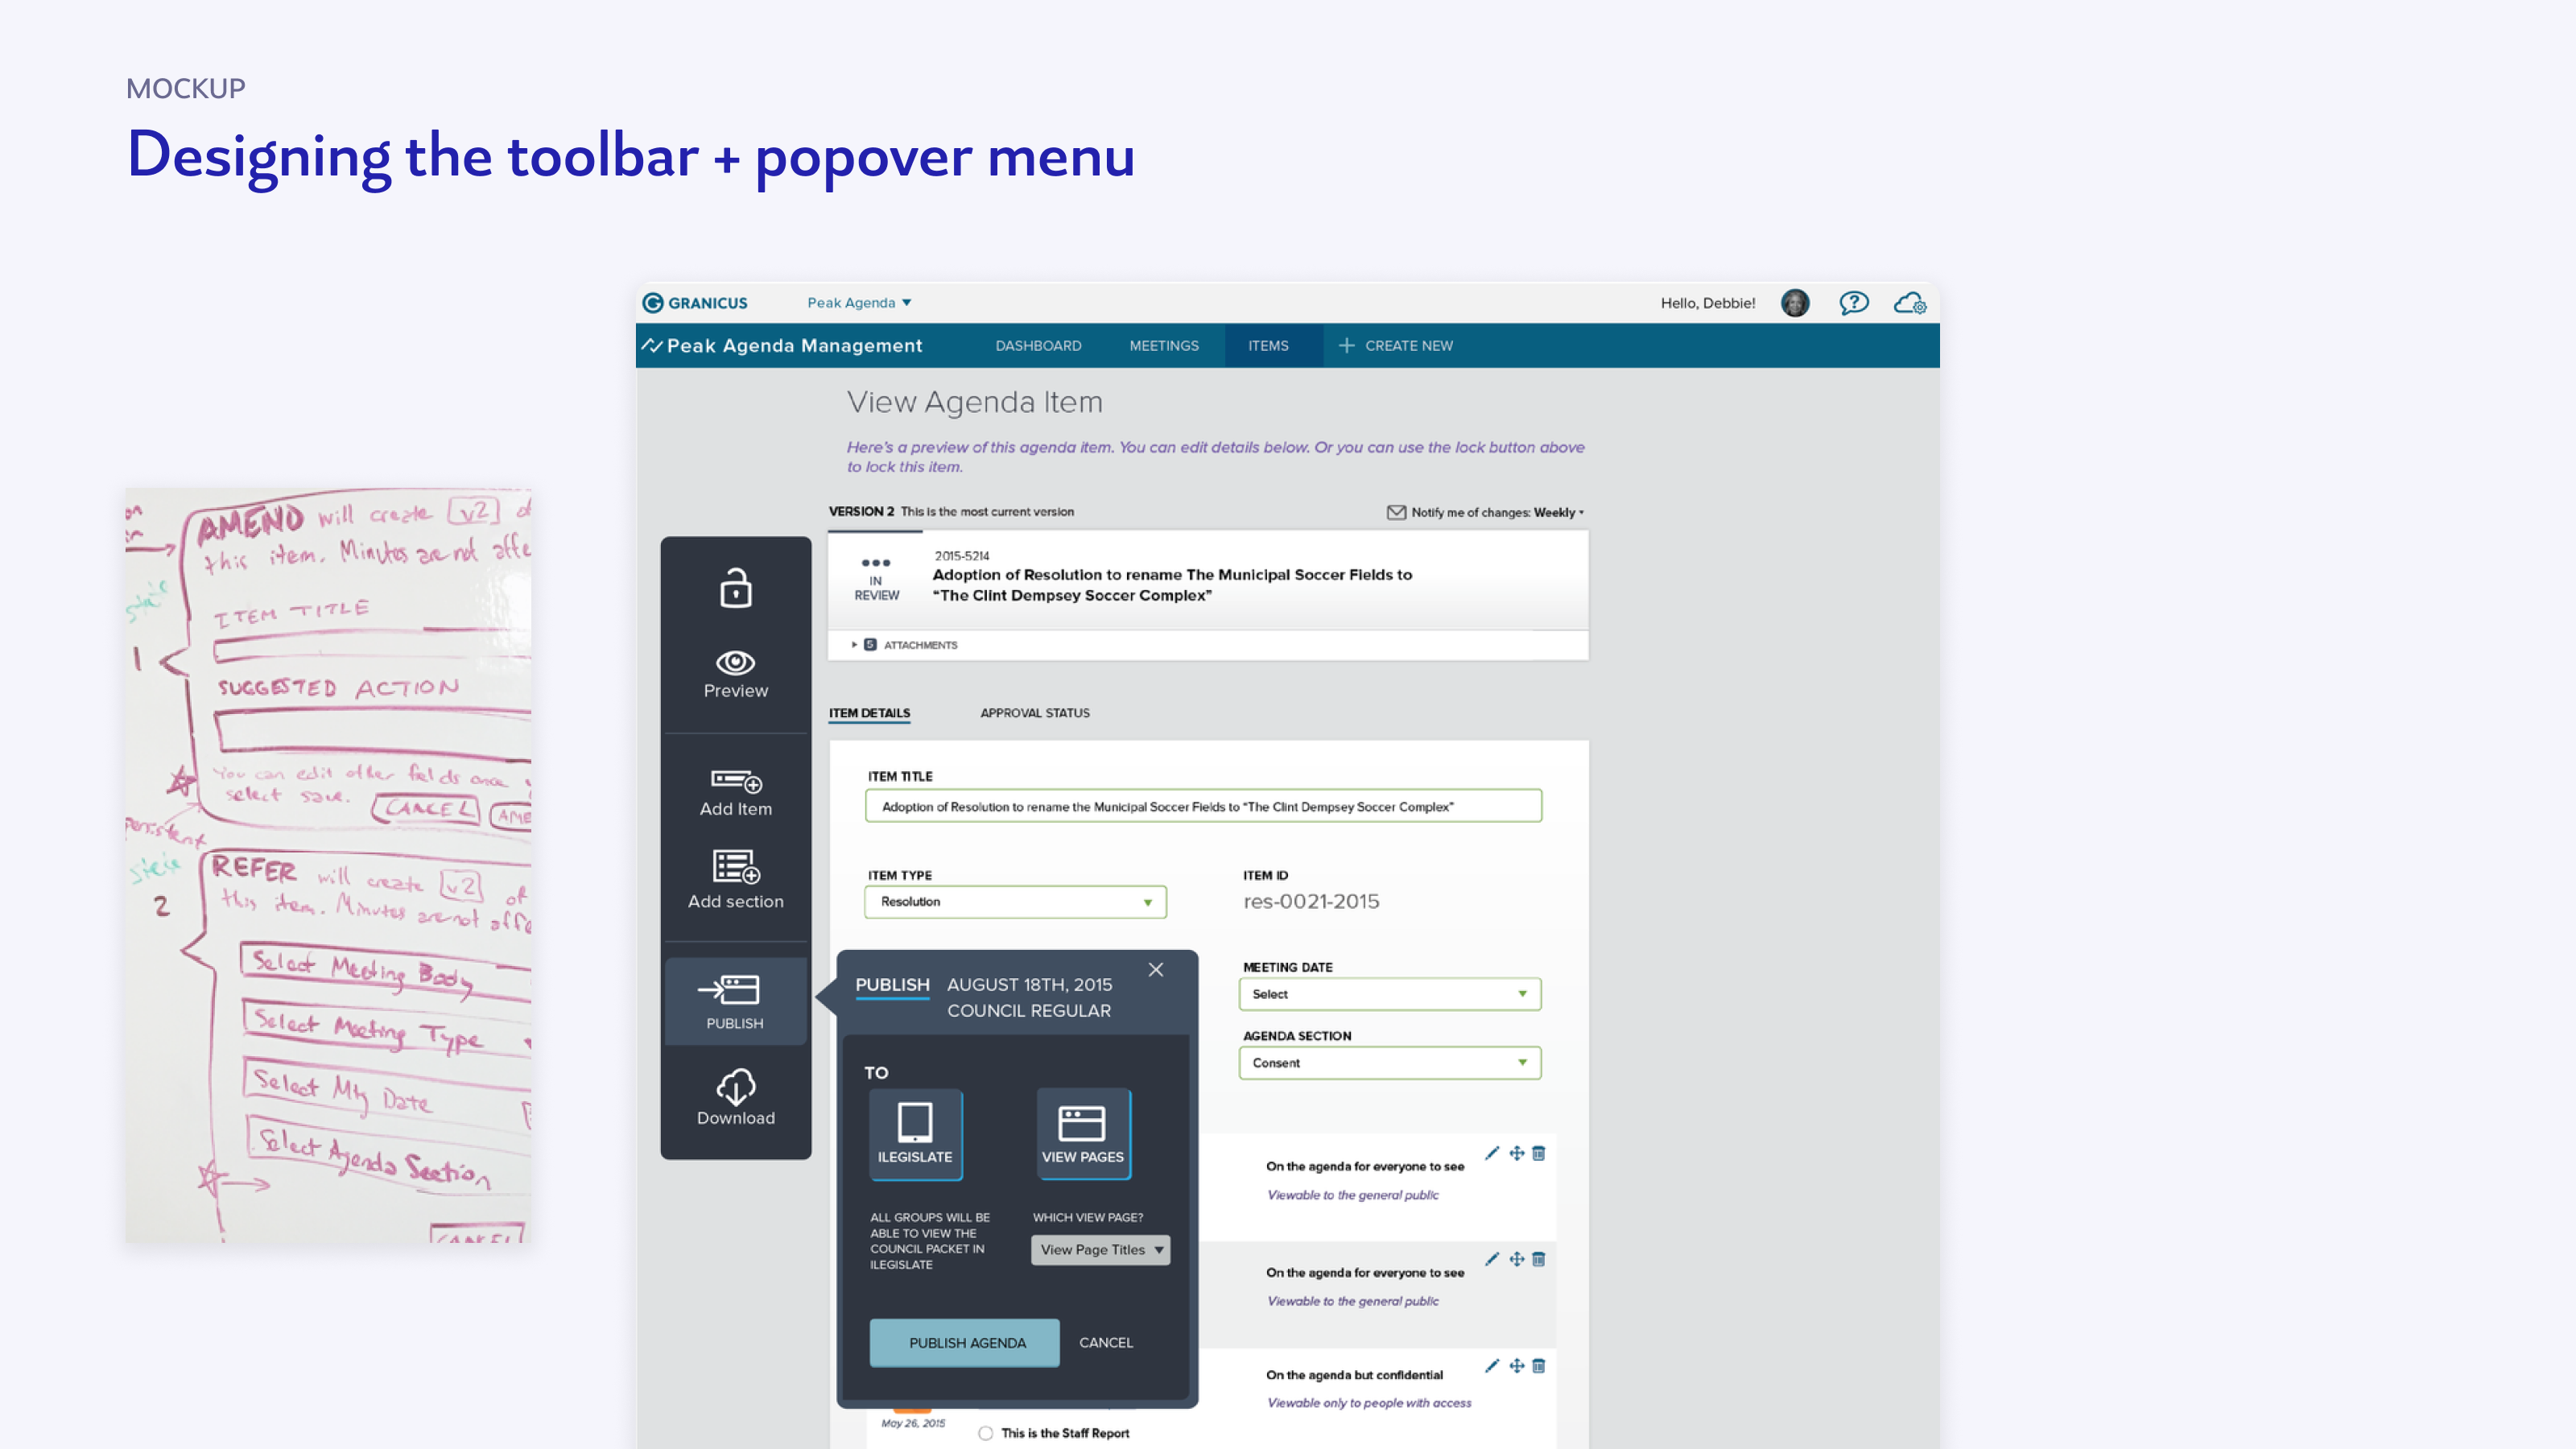 MOCKUP
Designing the toolbar + popover menu
AMEND will create v2 of
this item. Minutes are not affe
state
ITEM TITLE
1
SUGGESTED ACTION
You can edit other fields once
select save.
CANCEL
AME
persistent
state
REFER will create v2 of
2
this item. Minutes are not affe
Select Meeting Body
Select Meeting Type
Select Mtg Date
Select Agenda Section
CANCEL
GRANICUS
Peak Agenda
Hello, Debbie!
Peak Agenda Management
DASHBOARD
MEETINGS
ITEMS
CREATE NEW
View Agenda Item
Here's a preview of this agenda item. You can edit details below. Or you can use the lock button above
to lock this item.
VERSION 2 This is the most current version
Notify me of changes: Weekly
IN
REVIEW
2015-5214
Adoption of Resolution to rename The Municipal Soccer Fields to
“The Clint Dempsey Soccer Complex”
5 ATTACHMENTS
Preview
Add Item
Add section
PUBLISH
Download
ITEM DETAILS
APPROVAL STATUS
ITEM TITLE
Adoption of Resolution to rename the Municipal Soccer Fields to “The Clint Dempsey Soccer Complex”
ITEM TYPE
Resolution
ITEM ID
res-0021-2015
MEETING DATE
Select
AGENDA SECTION
Consent
PUBLISH AUGUST 18TH, 2015
COUNCIL REGULAR
TO
ILEGISLATE
VIEW PAGES
ALL GROUPS WILL BE
ABLE TO VIEW THE
COUNCIL PACKET IN
ILEGISLATE
WHICH VIEW PAGE?
View Page Titles
PUBLISH AGENDA
CANCEL
On the agenda for everyone to see
Viewable to the general public
On the agenda for everyone to see
Viewable to the general public
On the agenda but confidential
Viewable only to people with access
May 26, 2015
This is the Staff Report